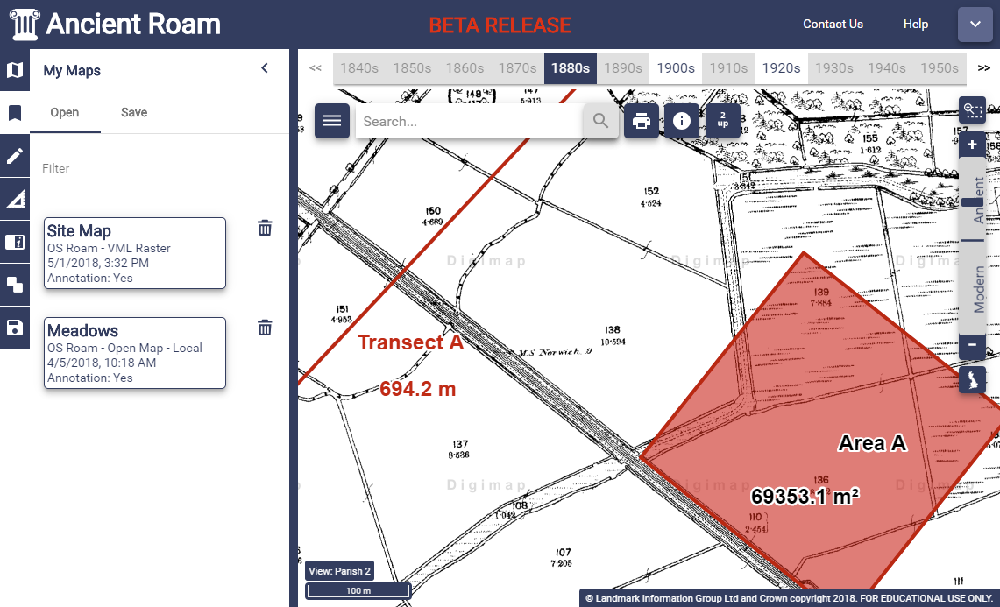 Ancient Roam
BETA RELEASE
Contact Us
Help
My Maps
Open
Save
Filter
Site Map
OS Roam - VML Raster
5/1/2018, 3:32 PM
Annotation: Yes
Meadows
OS Roam - Open Map - Local
4/5/2018, 10:18 AM
Annotation: Yes
<< 1840s 1850s 1860s 1870s 1880s 1890s 1900s 1910s 1920s 1930s 1940s 1950s >>
148
147
5·913
Search...
2
up
155
1·612
151
3·342
152
4·524
150
4·689
Digimap
Digimap
Ancient
Modern
139
7·884
151
4·953
138
10·594
Transect A
B.M.S. Norwich 9
694.2 m
137
8·536
Area A
Digimap
136
69353.1 m²
108
1·042
110
2·454
107
7·205
111
View: Parish 2
100 m
© Landmark Information Group Ltd and Crown copyright 2018. FOR EDUCATIONAL USE ONLY.